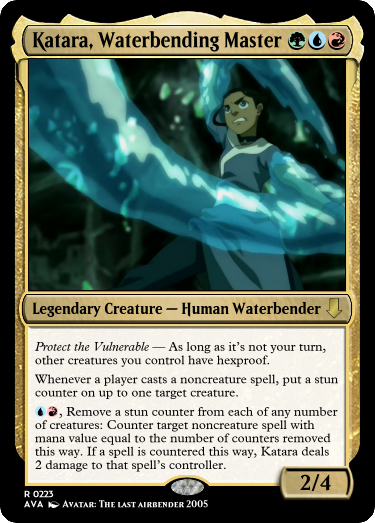 Katara, Waterbending Master
Legendary Creature — Human Waterbender
Protect the Vulnerable — As long as it's not your turn,
other creatures you control have hexproof.
Whenever a player casts a noncreature spell, put a stun
counter on up to one target creature.
, Remove a stun counter from each of any number
of creatures: Counter target noncreature spell with
mana value equal to the number of counters removed
this way. If a spell is countered this way, Katara deals
2 damage to that spell's controller.
2/4
R 0223
AVA Avatar: The last airbender 2005